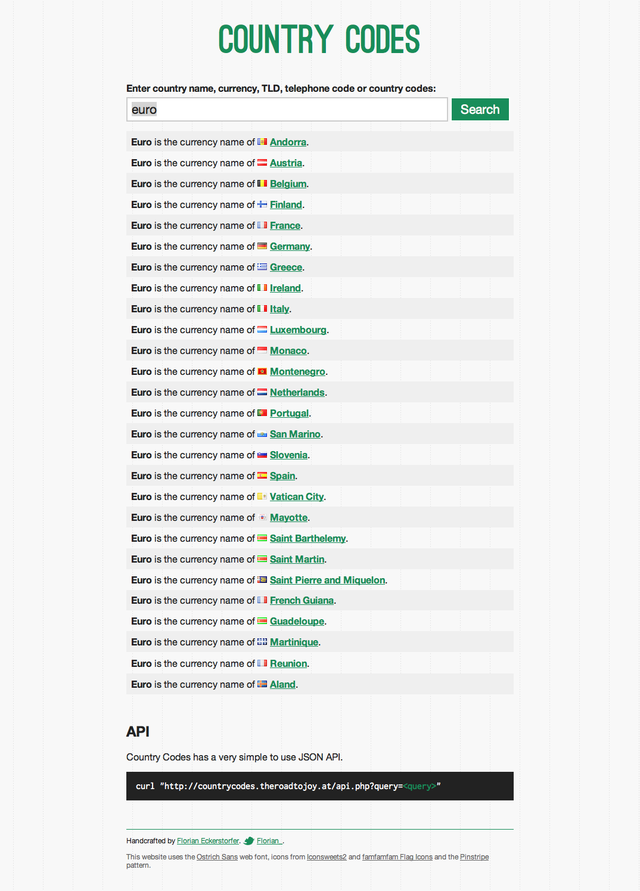 COUNTRY CODES
Enter country name, currency, TLD, telephone code or country codes:
euro Search
Euro is the currency name of Andorra.
Euro is the currency name of Austria.
Euro is the currency name of Belgium.
Euro is the currency name of Finland.
Euro is the currency name of France.
Euro is the currency name of Germany.
Euro is the currency name of Greece.
Euro is the currency name of Ireland.
Euro is the currency name of Italy.
Euro is the currency name of Luxembourg.
Euro is the currency name of Monaco.
Euro is the currency name of Montenegro.
Euro is the currency name of Netherlands.
Euro is the currency name of Portugal.
Euro is the currency name of San Marino.
Euro is the currency name of Slovenia.
Euro is the currency name of Spain.
Euro is the currency name of Vatican City.
Euro is the currency name of Mayotte.
Euro is the currency name of Saint Barthelemy.
Euro is the currency name of Saint Martin.
Euro is the currency name of Saint Pierre and Miquelon.
Euro is the currency name of French Guiana.
Euro is the currency name of Guadeloupe.
Euro is the currency name of Martinique.
Euro is the currency name of Reunion.
Euro is the currency name of Aland.
API
Country Codes has a very simple to use JSON API.
curl "http://countrycodes.theroadtojoy.at/api.php?query=<query>"
Handcrafted by Florian Eckerstorfer. Florian_.
This website uses the Ostrich Sans web font, icons from Iconsweets2 and famfamfam Flag Icons and the Pinstripe
pattern.